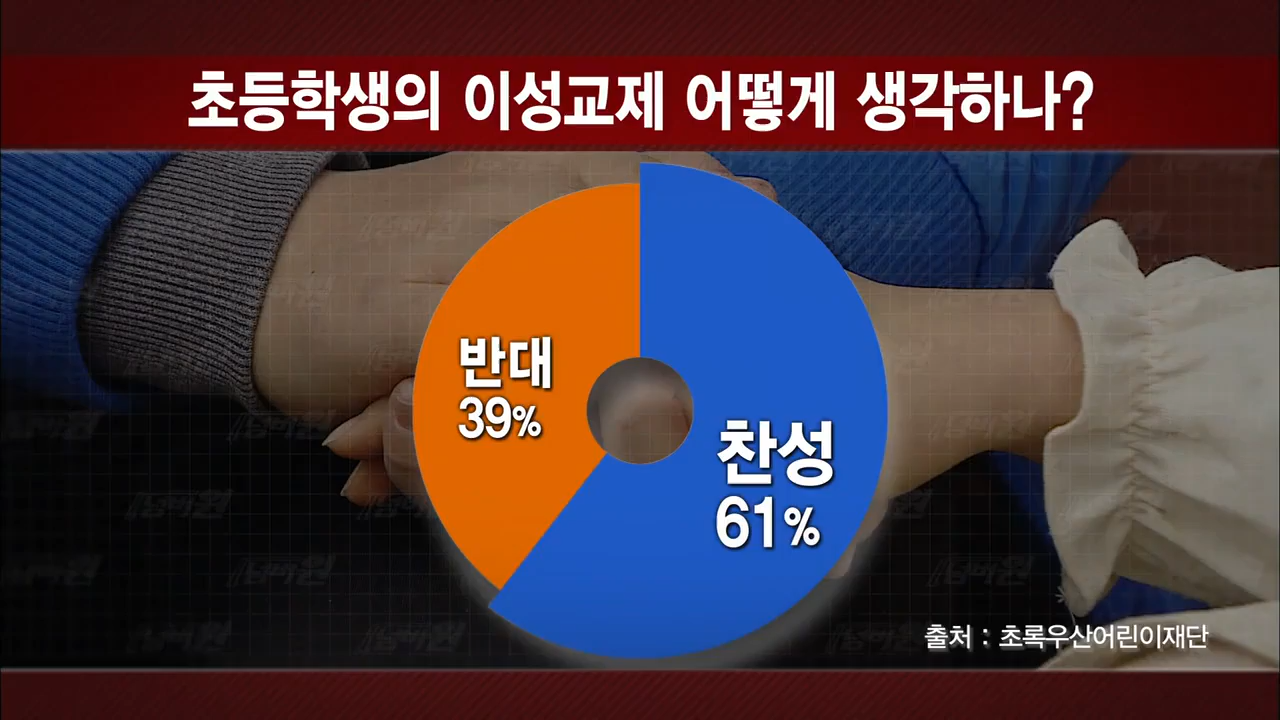 초등학생의 이성교제 어떻게 생각하나?
반대
39%
찬성
61%
출처 : 초록우산어린이재단